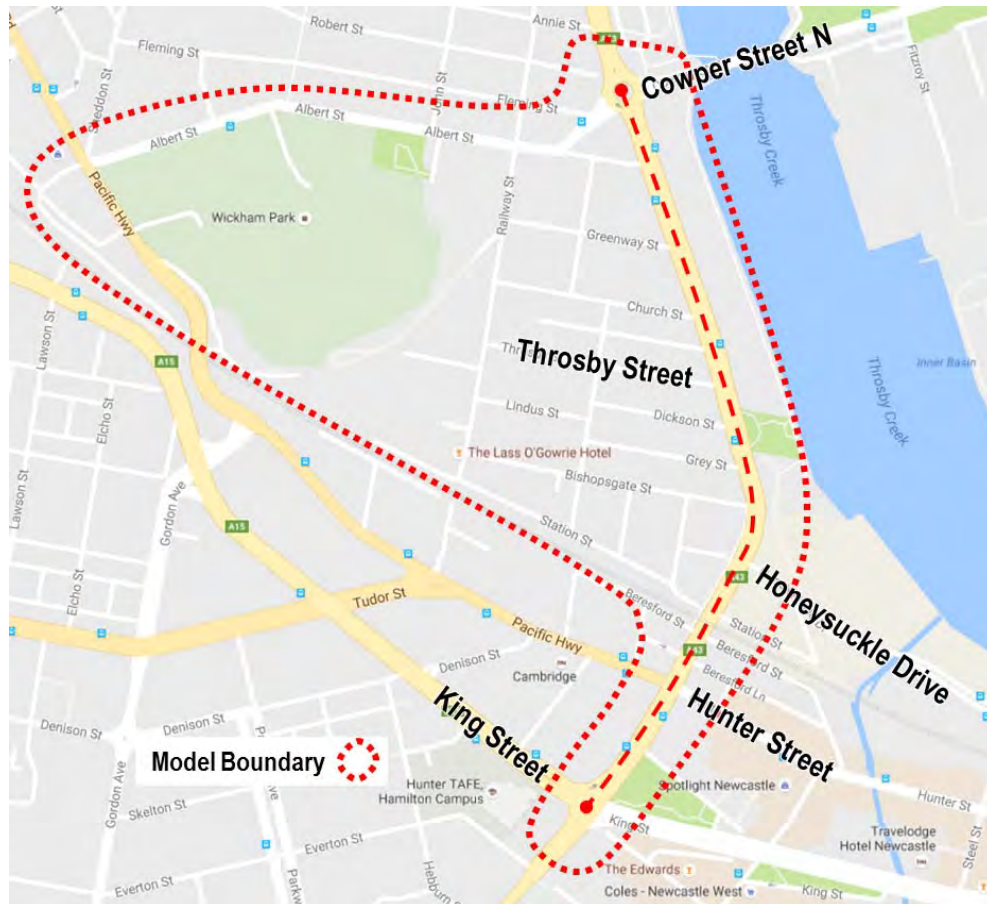 Annie St
Robert St
A43
Cowper Street N
Fitzroy St
Fleming St
John St
Fleming St
Throsby Creek
Albert St
Albert St
Pacific Hwy
Wickham Park
Railway St
Greenway St
Church St
Lawson St
A15
Throsby Street
Inner Basin
Throsby Creek
Elcho St
Lindus St
Dickson St
The Lass O'Gowrie Hotel
Grey St
Bishopsgate St
Gordon Ave
Lawson St
A15
Station St
A43
Honeysuckle Drive
Elcho St
Tudor St
Beresford St
Station St
Pacific Hwy
A43
Beresford St
Beresford Ln
Denison St
Cambridge
Hunter Street
King Street
Denison St
Denison St
Model Boundary
Gordon Ave
Hunter TAFE,
Hamilton Campus
Spotlight Newcastle
Hunter St
Skelton St
King St
Travelodge
Hotel Newcastle
Steel St
Everton St
The Edwards
Everton St
Coles - Newcastle West
King St